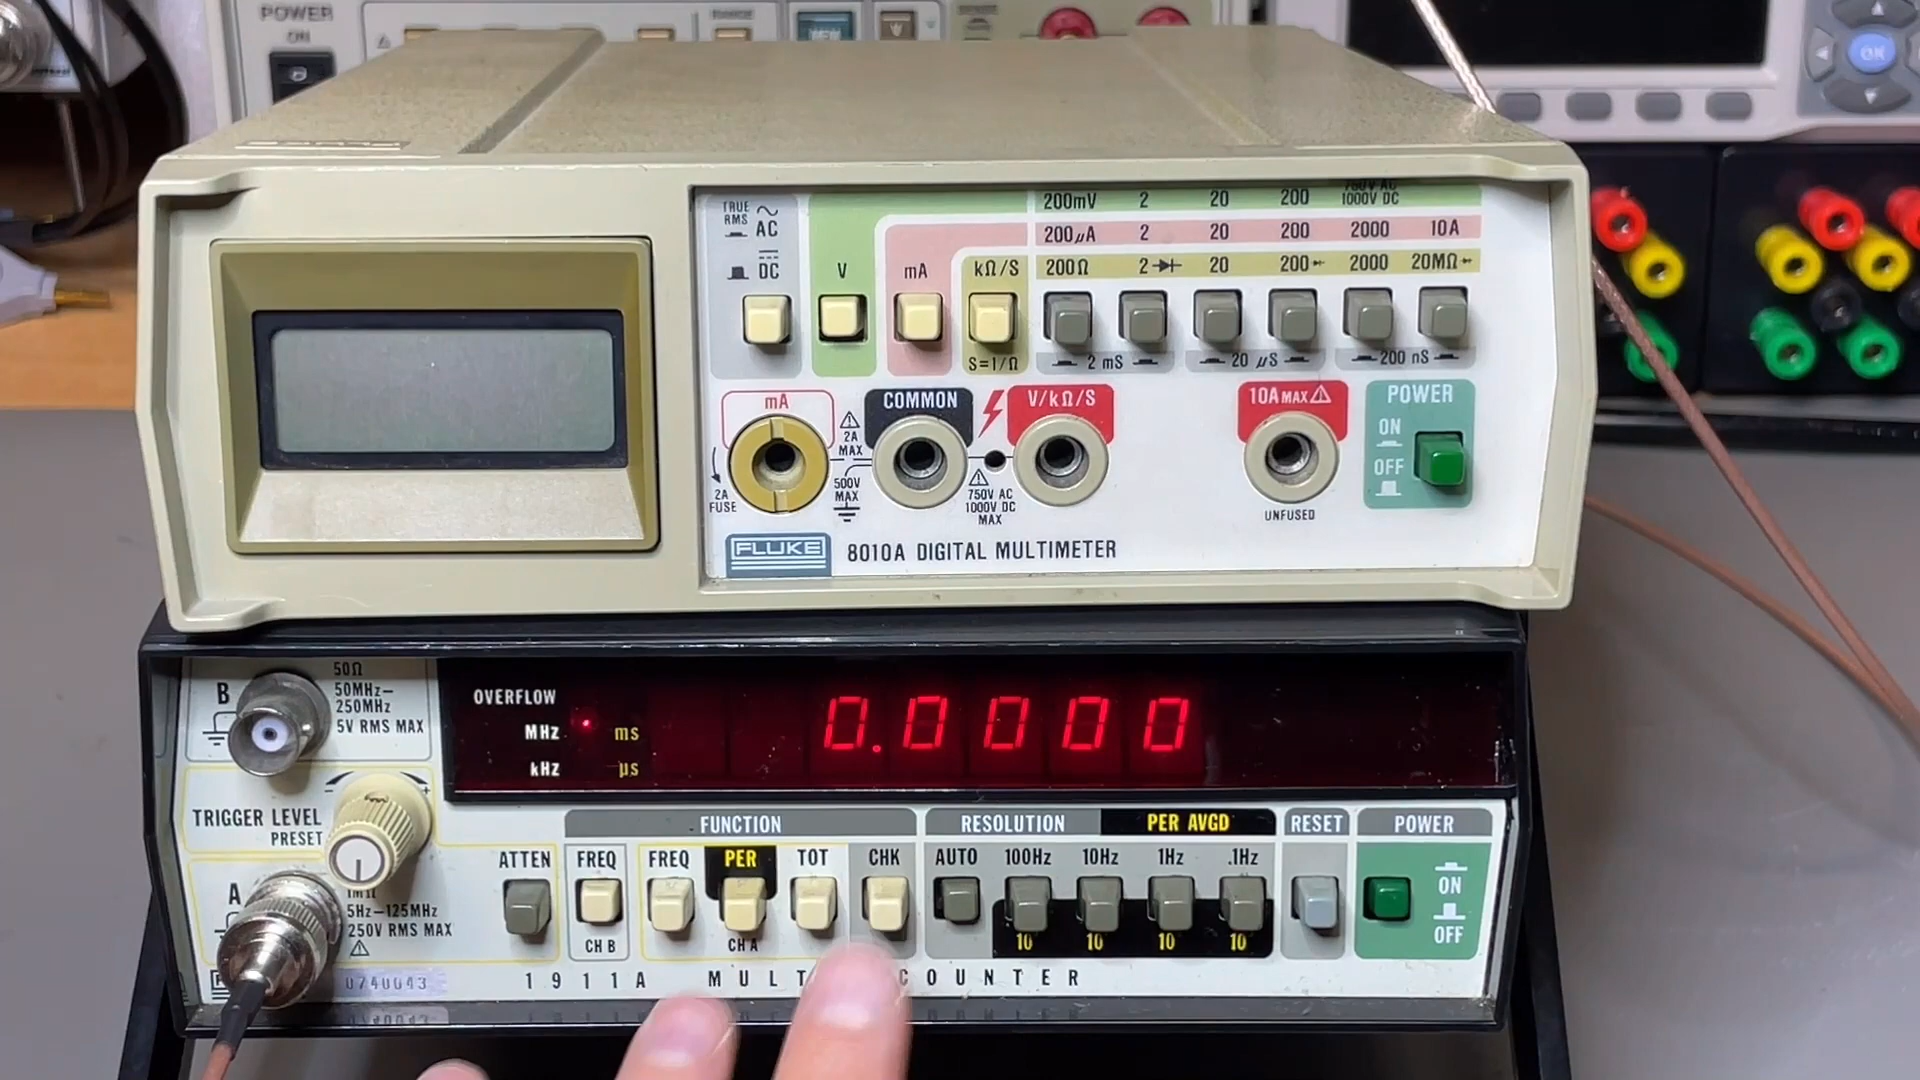 POWER
ON
RANGE
OK
TRUE
RMS
AC
DC
V
mA
kΩ/S
S=1/Ω
200mV 2 20 200 750V AC
1000V DC
200µA 2 20 200 2000 10A
200Ω 2 20 200 2000 20MΩ
2 mS 20 µS 200 nS
mA
2A
FUSE
2A
MAX
500V
MAX
COMMON
V/kΩ/S
750V AC
1000V DC
MAX
10A MAX
UNFUSED
POWER
ON
OFF
FLUKE
8010A DIGITAL MULTIMETER
B
50Ω
50MHz-
250MHz
5V RMS MAX
OVERFLOW
MHz ms
kHz µs
0.0000
TRIGGER LEVEL
PRESET
- +
A
1MΩ
5Hz-125MHz
250V RMS MAX
0740043
ATTEN
FUNCTION
FREQ
CH B
FREQ PER TOT CHK
CH A
RESOLUTION PER AVGD
AUTO 100Hz 10Hz 1Hz .1Hz
10 10 10 10
RESET
POWER
ON
OFF
1911A MULT COUNTER